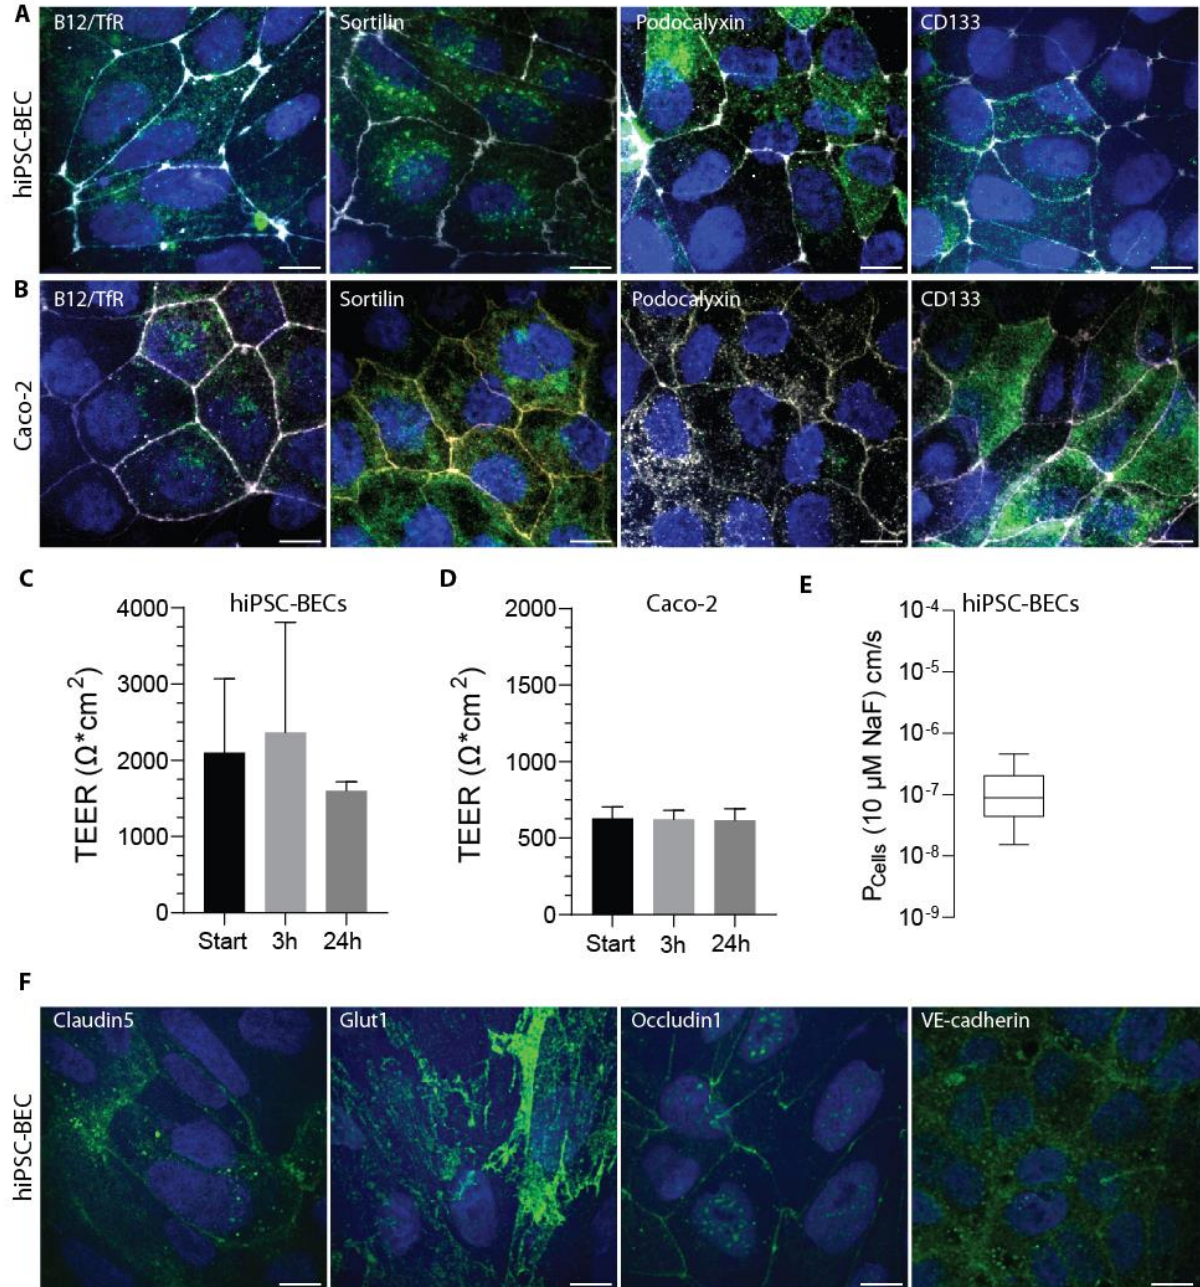 A
B12/TfR
Sortilin
Podocalyxin
CD133
hiPSC-BEC
B
B12/TfR
Sortilin
Podocalyxin
CD133
Caco-2
C
hiPSC-BECs
TEER (Ω*cm²)
4000
3000
2000
1000
0
Start
3h
24h
D
Caco-2
TEER (Ω*cm²)
2000
1500
1000
500
0
Start
3h
24h
E
hiPSC-BECs
PCells (10 µM NaF) cm/s
10⁻⁴
10⁻⁵
10⁻⁶
10⁻⁷
10⁻⁸
10⁻⁹
F
Claudin5
Glut1
Occludin1
VE-cadherin
hiPSC-BEC